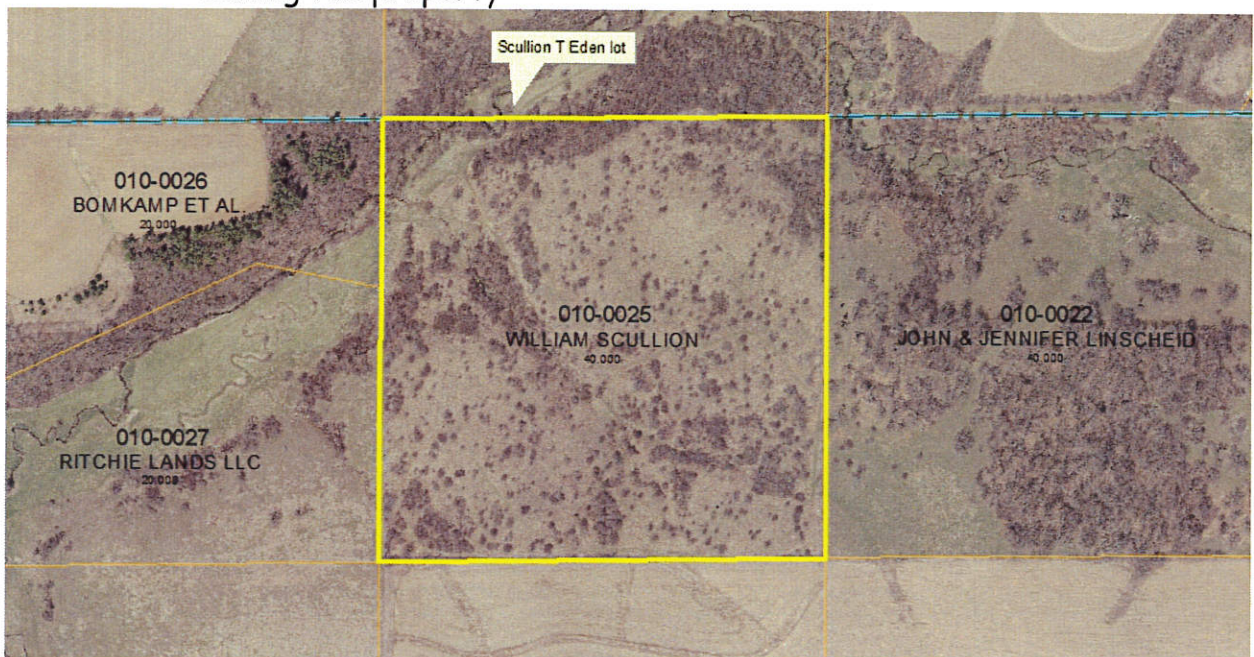 Scullion T Eden lot
010-0026
BOMKAMP ET AL.
20.000
010-0025
WILLIAM SCULLION
40.000
010-0022
JOHN & JENNIFER LINSCHEID
40.000
010-0027
RITCHIE LANDS LLC
20.000